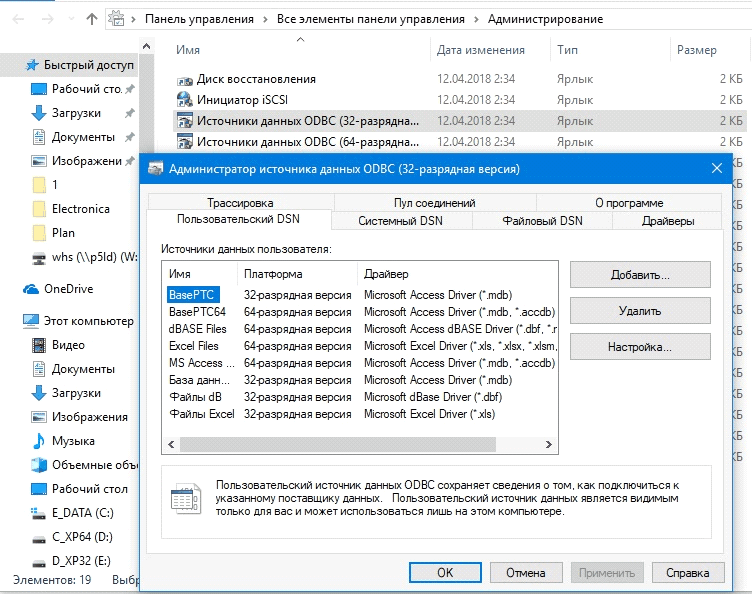 Панель управления › Все элементы панели управления › Администрирование
Имя Дата изменения Тип Размер
Быстрый доступ
Рабочий сто.
Загрузки
Документы
Изображени
1
Electronica
Plan
whs (\\p5ld) (W:
OneDrive
Этот компьютер
Видео
Документы
Загрузки
Изображения
Музыка
Объемные объ
Рабочий стол
E_DATA (C:)
C_XP64 (D:)
D_XP32 (E:)
Элементов: 19 Выбр
Диск восстановления 12.04.2018 2:34 Ярлык 2 КБ
Инициатор iSCSI 12.04.2018 2:34 Ярлык 2 КБ
Источники данных ODBC (32-разрядна... 12.04.2018 2:34 Ярлык 2 КБ
Источники данных ODBC (64-разрядна... 12.04.2018 2:34 Ярлык 2 КБ
Администратор источника данных ODBC (32-разрядная версия)
Трассировка Пул соединений О программе
Пользовательский DSN Системный DSN Файловый DSN Драйверы
Источники данных пользователя:
Имя Платформа Драйвер
BasePTC 32-разрядная версия Microsoft Access Driver (*.mdb)
BasePTC64 64-разрядная версия Microsoft Access Driver (*.mdb, *.accdb)
dBASE Files 64-разрядная версия Microsoft Access dBASE Driver (*.dbf, *.r
Excel Files 64-разрядная версия Microsoft Excel Driver (*.xls, *.xlsx, *.xlsm,
MS Access ... 64-разрядная версия Microsoft Access Driver (*.mdb, *.accdb)
База данн... 32-разрядная версия Microsoft Access Driver (*.mdb)
Файлы dB 32-разрядная версия Microsoft dBase Driver (*.dbf)
Файлы Excel 32-разрядная версия Microsoft Excel Driver (*.xls)
Добавить...
Удалить
Настройка...
Пользовательский источник данных ODBC сохраняет сведения о том, как подключиться к
указанному поставщику данных. Пользовательский источник данных является видимым
только для вас и может использоваться лишь на этом компьютере.
OK Отмена Применить Справка